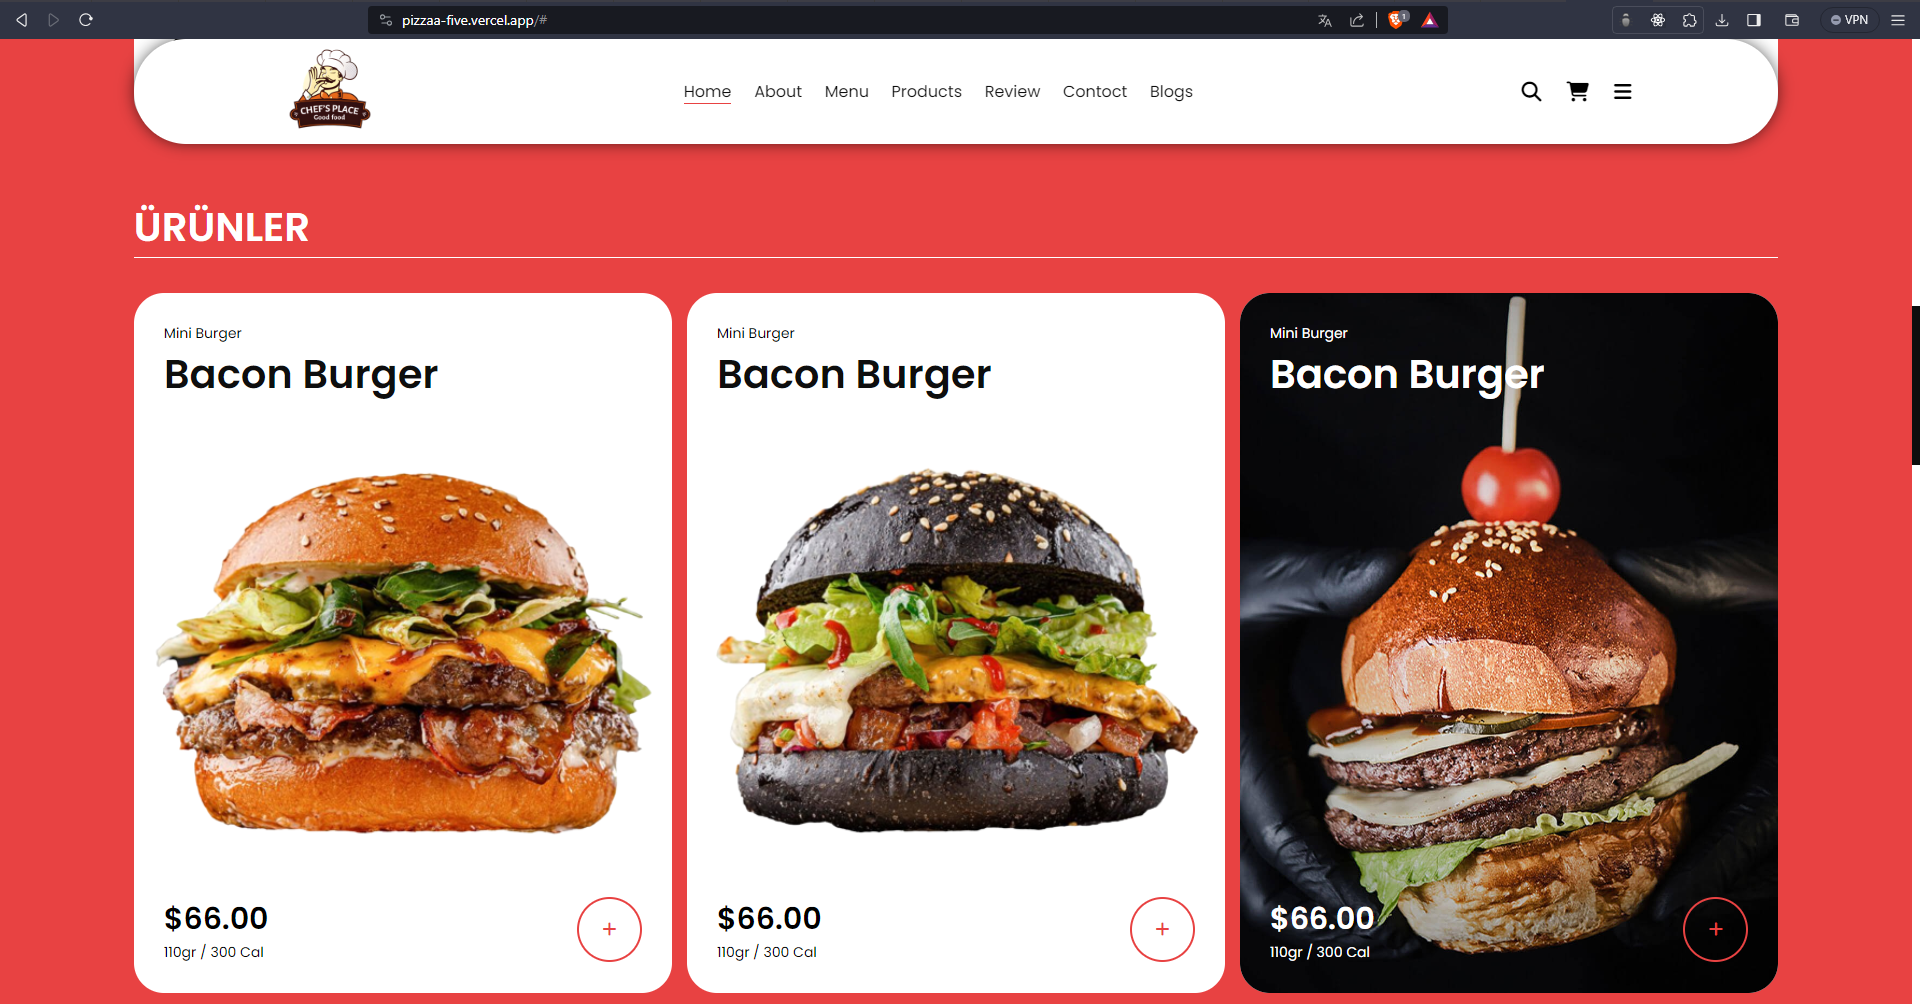 pizzaa-five.vercel.app/#
1
VPN
CHEF'S PLACE
Good food
Home About Menu Products Review Contoct Blogs
ÜRÜNLER
Mini Burger
Bacon Burger
$66.00
110gr / 300 Cal
+
Mini Burger
Bacon Burger
$66.00
110gr / 300 Cal
+
Mini Burger
Bacon Burger
$66.00
110gr / 300 Cal
+